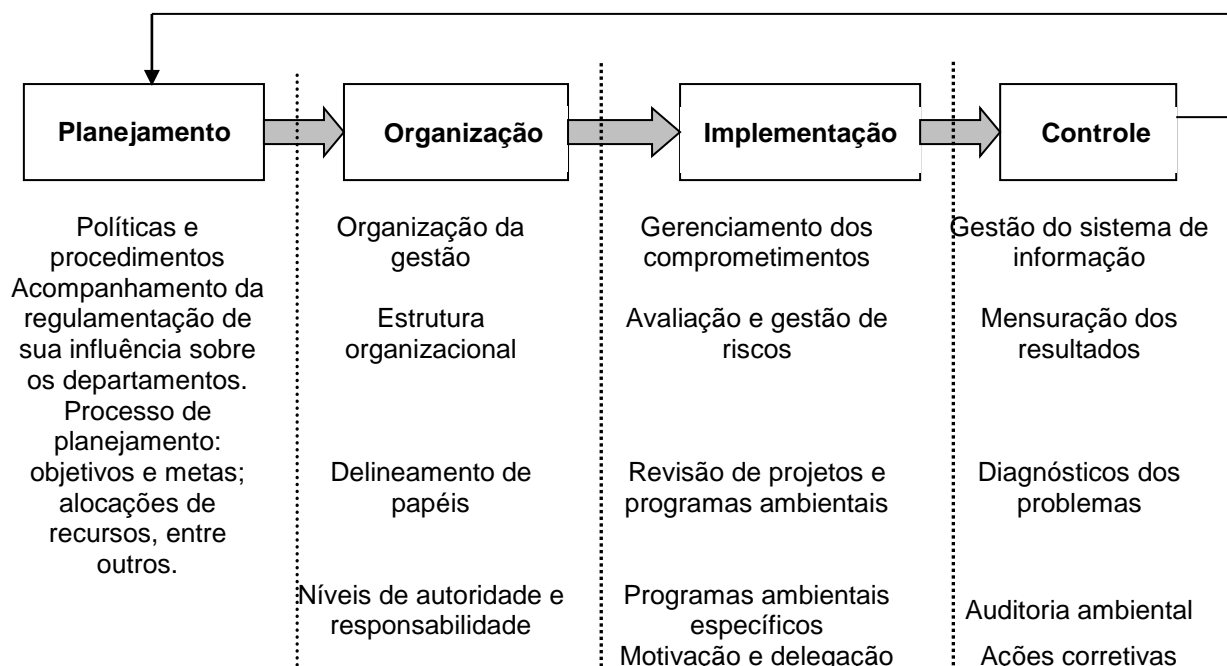 Planejamento
Organização
Implementação
Controle
Políticas e
procedimentos
Acompanhamento da
regulamentação de
sua influência sobre
os departamentos.
Processo de
planejamento:
objetivos e metas;
alocações de
recursos, entre
outros.
Organização da
gestão
Estrutura
organizacional
Delineamento de
papéis
Níveis de autoridade e
responsabilidade
Gerenciamento dos
comprometimentos
Avaliação e gestão de
riscos
Revisão de projetos e
programas ambientais
Programas ambientais
específicos
Motivação e delegação
Gestão do sistema de
informação
Mensuração dos
resultados
Diagnósticos dos
problemas
Auditoria ambiental
Ações corretivas